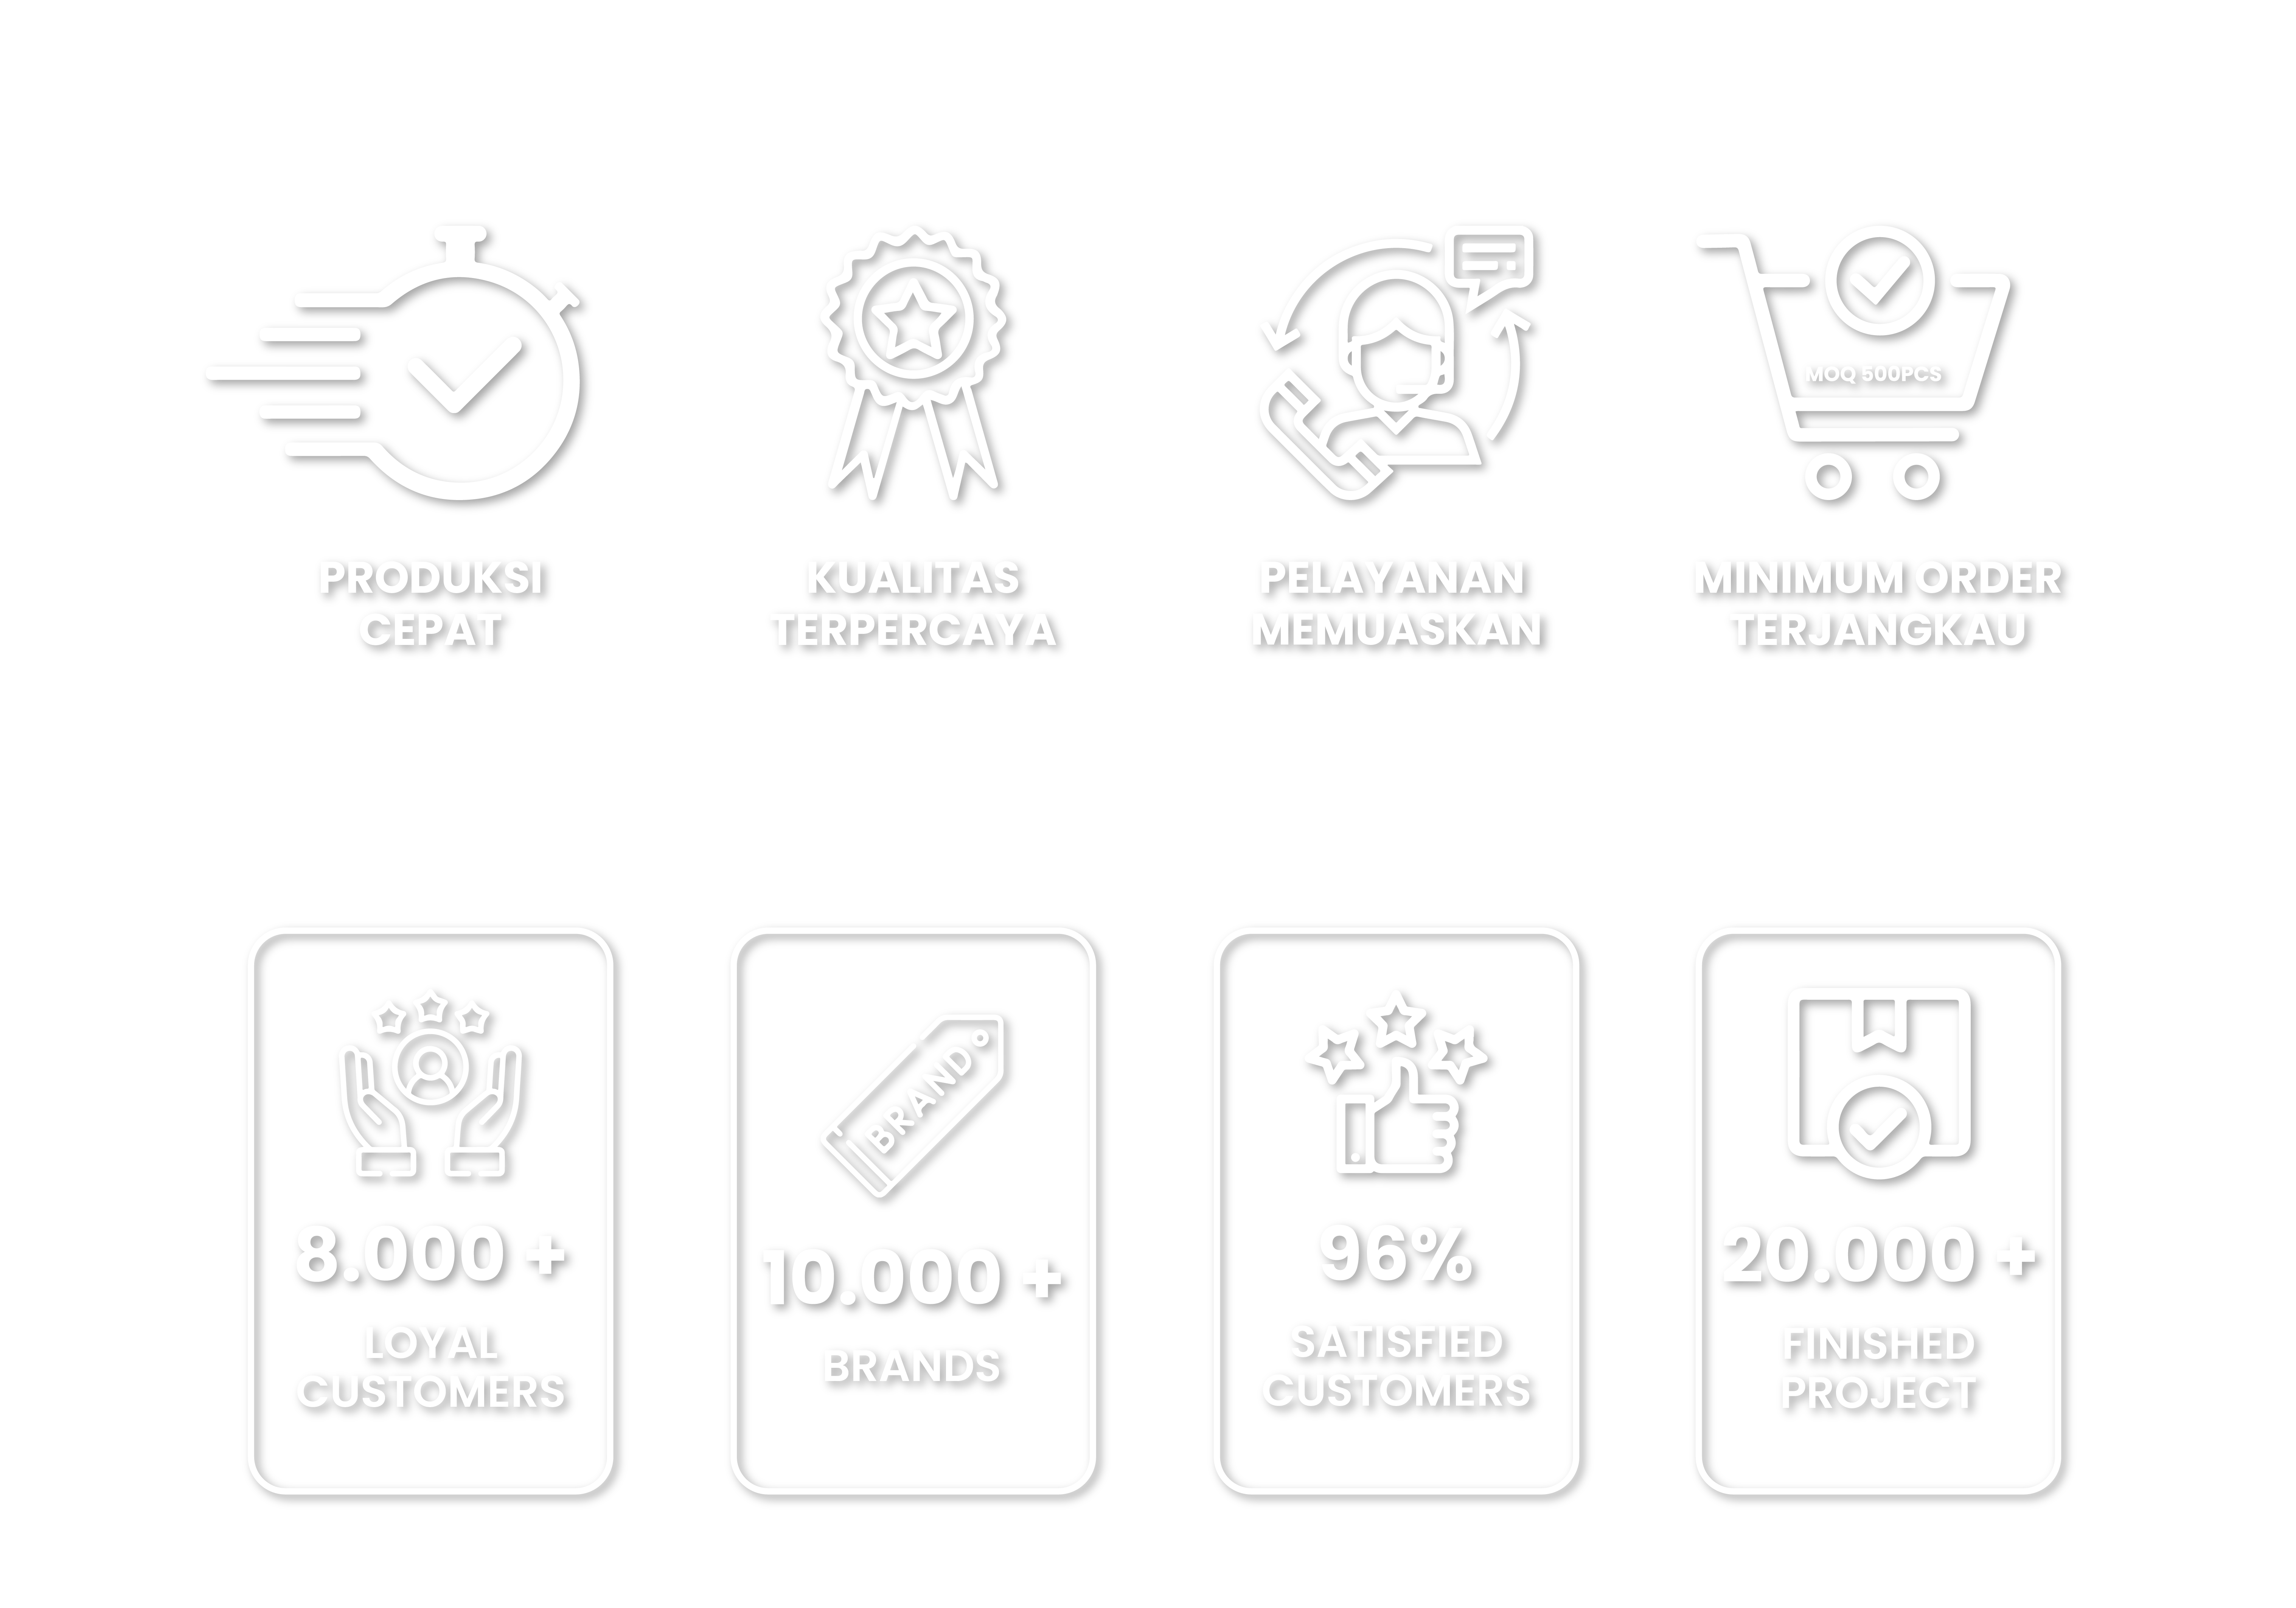 MOQ 500PCS
PRODUKSI
CEPAT
KUALITAS
TERPERCAYA
PELAYANAN
MEMUASKAN
MINIMUM ORDER
TERJANGKAU
8.000 +
LOYAL
CUSTOMERS
BRAND
10.000 +
BRANDS
96%
SATISFIED
CUSTOMERS
20.000 +
FINISHED
PROJECT